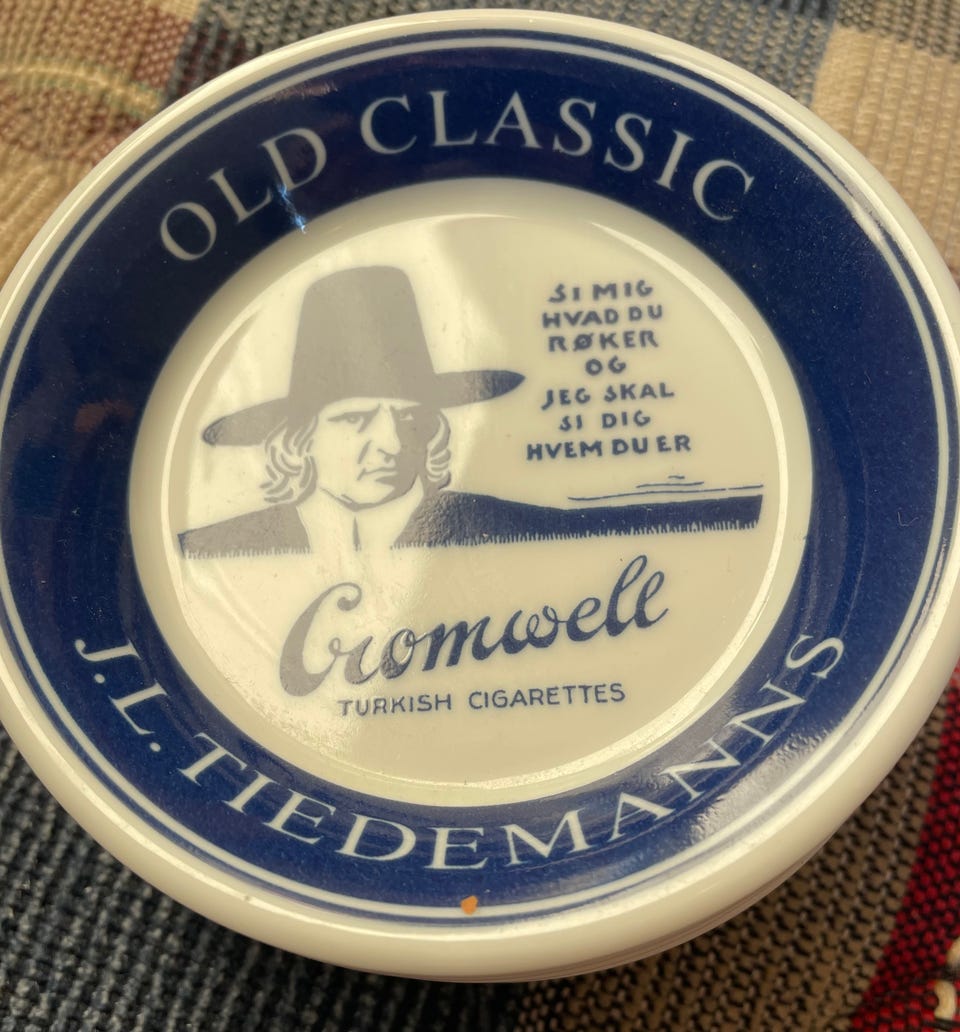 OLD CLASSIC
SI MIG
HVAD DU
RØKER
OG
JEG SKAL
SI DIG
HVEM DU ER
Cromwell
TURKISH CIGARETTES
J.L. TIEDEMANNS